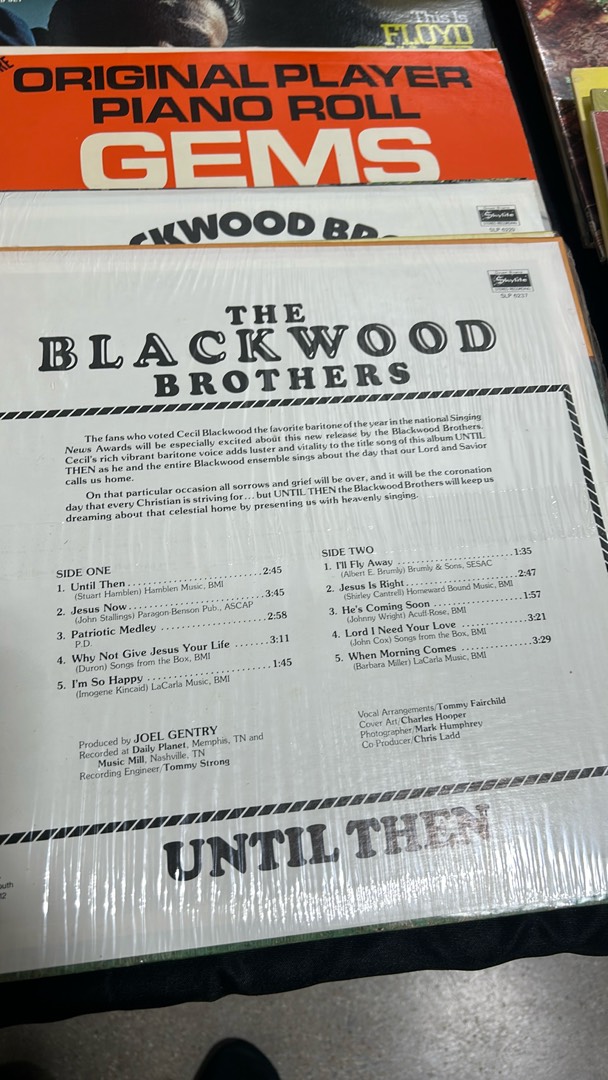 This Is
FLOYD
ORIGINAL PLAYER
PIANO ROLL
GEMS
CKWOOD BRO
Skylite
STEREO RECORDING
SLP 6220
Skylite
STEREO RECORDING
SLP 6237
THE
BLACKWOOD
BROTHERS
The fans who voted Cecil Blackwood the favorite baritone of the year in the national Singing
News Awards will be especially excited about this new release by the Blackwood Brothers.
Cecil's rich vibrant baritone voice adds luster and vitality to the title song of this album UNTIL
THEN as he and the entire Blackwood ensemble sings about the day that our Lord and Savior
calls us home.
On that particular occasion all sorrows and grief will be over, and it will be the coronation
day that every Christian is striving for... but UNTIL THEN the Blackwood Brothers will keep us
dreaming about that celestial home by presenting us with heavenly singing.
SIDE ONE
1. Until Then ........................... 2:45
(Stuart Hamblen) Hamblen Music, BMI
2. Jesus Now ........................... 3:45
(John Stallings) Paragon-Benson Pub., ASCAP
3. Patriotic Medley .................... 2:58
P.D.
4. Why Not Give Jesus Your Life ....... 3:11
(Duron) Songs from the Box, BMI
5. I'm So Happy ........................ 1:45
(Imogene Kincaid) LaCarla Music, BMI
SIDE TWO
1. I'll Fly Away ....................... 1:35
(Albert E. Brumly) Brumly & Sons, SESAC
2. Jesus Is Right ...................... 2:47
(Shirley Cantrell) Homeward Bound Music, BMI
3. He's Coming Soon .................... 1:57
(Johnny Wright) Acuff-Rose, BMI
4. Lord I Need Your Love ............... 3:21
(John Cox) Songs from the Box, BMI
5. When Morning Comes .................. 3:29
(Barbara Miller) LaCarla Music, BMI
Produced by JOEL GENTRY
Recorded at Daily Planet, Memphis, TN and
Music Mill, Nashville, TN
Recording Engineer/Tommy Strong
Vocal Arrangements/Tommy Fairchild
Cover Art/Charles Hooper
Photographer/Mark Humphrey
Co Producer/Chris Ladd
UNTIL THEN